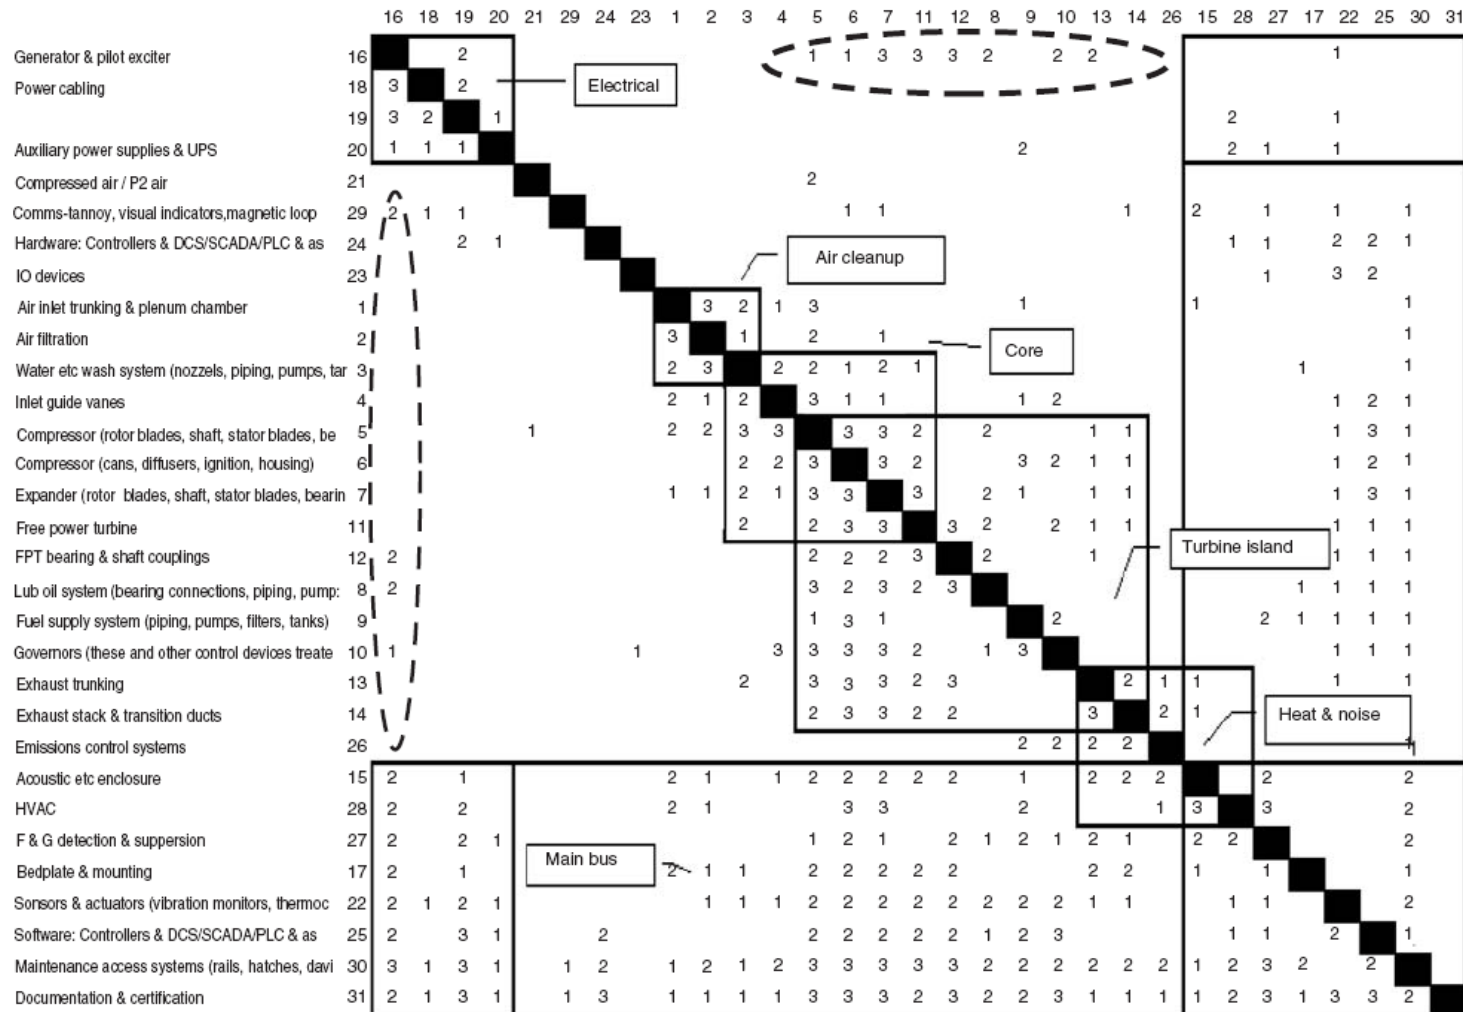 16 18 19 20 21 29 24 23 1 2 3 5 6 7 11 12 8 9 10 13 14 26 15 28 27 17 22 25 30 31
Generator & pilot exciter 16 2 1 1 3 3 3 2 2 2 1
Power cabling 18 3 2 Electrical
19 3 2 1 2 1
Auxiliary power supplies & UPS 20 1 1 1 2 2 1 1
Compressed air / P2 air 21 2
Comms-tannoy, visual indicators,magnetic loop 29 2 1 1 1 1 1 2 1 1 1
Hardware: Controllers & DCS/SCADA/PLC & as 24 2 1 1 1 2 2 1
Air cleanup
IO devices 23 1 3 2
Air inlet trunking & plenum chamber 1 3 2 1 3 1 1 1
Air filtration 2 3 1 2 1 1
Core
Water etc wash system (nozzels, piping, pumps, tar 3 2 3 2 2 1 2 1 1 1
Inlet guide vanes 4 2 1 2 3 1 1 1 2 1 2 1
Compressor (rotor blades, shaft, stator blades, be 5 1 2 2 3 3 3 3 2 2 1 1 1 3 1
Compressor (cans, diffusers, ignition, housing) 6 2 2 3 3 2 3 2 1 1 1 2 1
Expander (rotor blades, shaft, stator blades, bearin 7 1 1 2 1 3 3 3 2 1 1 1 1 3 1
Free power turbine 11 2 2 3 3 3 2 2 1 1 1 1 1
Turbine island
FPT bearing & shaft couplings 12 2 2 2 2 3 2 1 1 1 1
Lub oil system (bearing connections, piping, pump: 8 2 3 2 3 2 3 1 1 1 1
Fuel supply system (piping, pumps, filters, tanks) 9 1 3 1 2 2 1 1 1 1
Governors (these and other control devices treate 10 1 1 3 3 3 3 2 1 3 1 1 1
Exhaust trunking 13 2 3 3 3 2 3 2 1 1 1 1
Exhaust stack & transition ducts 14 2 3 3 2 2 3 2 1 Heat & noise
Emissions control systems 26 2 2 2 2 1
Acoustic etc enclosure 15 2 1 2 1 1 2 2 2 2 2 1 2 2 2 2 2
HVAC 28 2 2 2 1 3 3 2 1 3 3 2
F & G detection & suppersion 27 2 2 1 1 2 1 2 1 2 1 2 1 2 2 2
Main bus
Bedplate & mounting 17 2 1 2 1 1 2 2 2 2 2 2 2 1 1 1
Sonsors & actuators (vibration monitors, thermoc 22 2 1 2 1 1 1 1 2 2 2 2 2 2 2 2 1 1 1 1 2
Software: Controllers & DCS/SCADA/PLC & as 25 2 3 1 2 2 2 2 2 2 1 2 3 1 1 2 1
Maintenance access systems (rails, hatches, davi 30 3 1 3 1 1 2 1 2 1 2 3 3 3 3 3 2 2 2 2 2 2 1 2 3 2 2
Documentation & certification 31 2 1 3 1 1 3 1 1 1 1 3 3 3 2 3 2 2 3 1 1 1 1 2 3 1 3 3 2